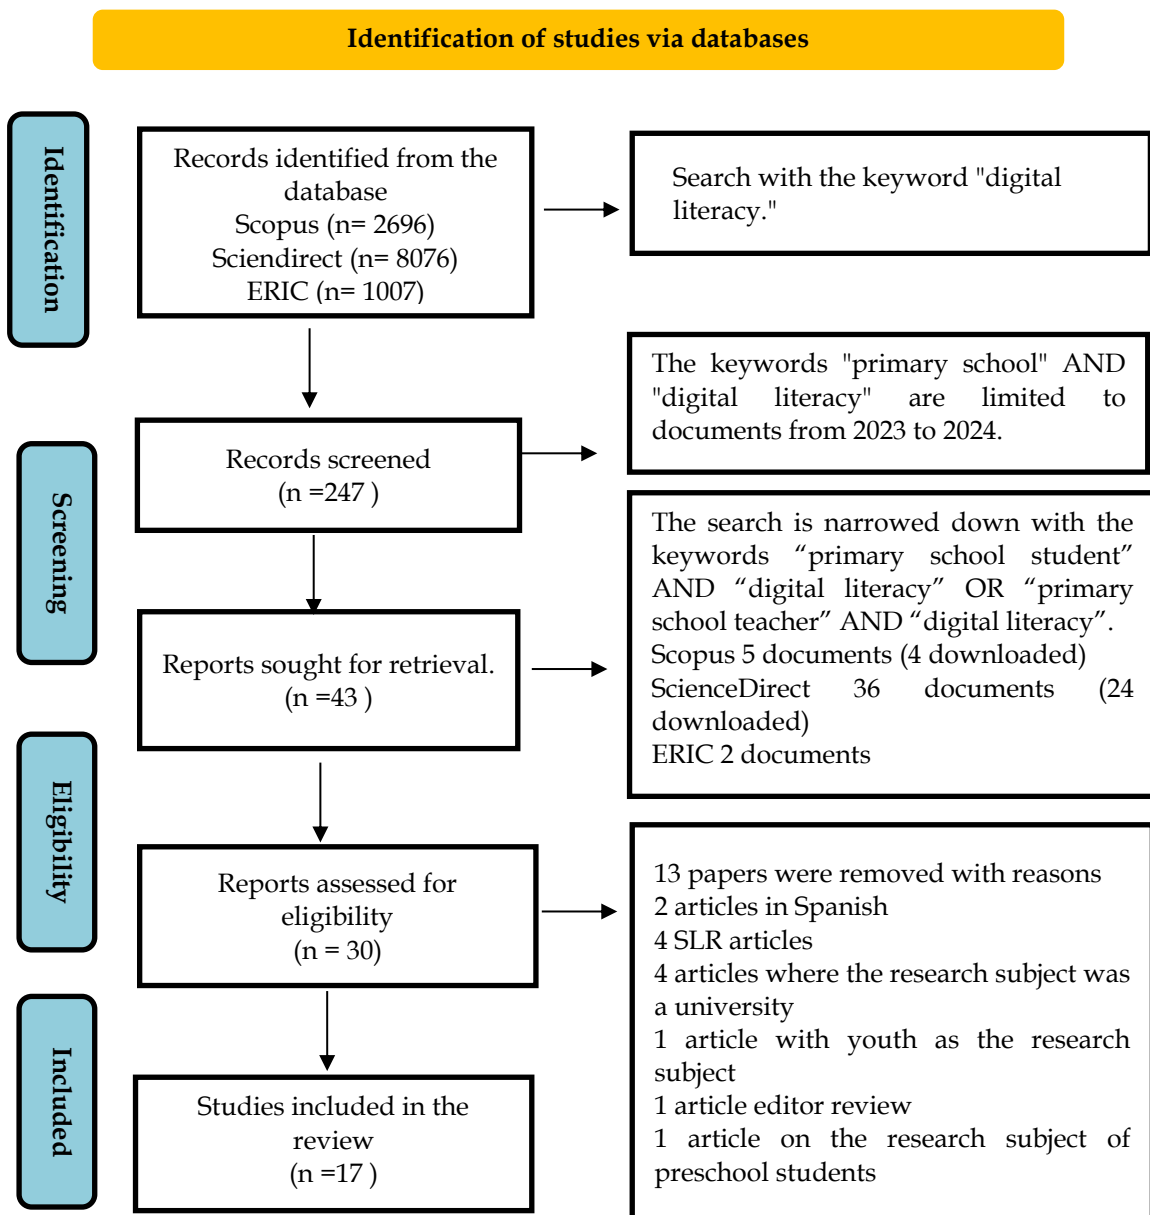 Identification of studies via databases
Identification
Records identified from the
database
Scopus (n= 2696)
Sciendirect (n= 8076)
ERIC (n= 1007)
Search with the keyword "digital
literacy."
Screening
Records screened
(n =247 )
The keywords "primary school" AND
"digital literacy" are limited to
documents from 2023 to 2024.
Reports sought for retrieval.
(n =43 )
The search is narrowed down with the
keywords “primary school student”
AND “digital literacy” OR “primary
school teacher” AND “digital literacy”.
Scopus 5 documents (4 downloaded)
ScienceDirect 36 documents (24
downloaded)
ERIC 2 documents
Eligibility
Reports assessed for
eligibility
(n = 30)
13 papers were removed with reasons
2 articles in Spanish
4 SLR articles
4 articles where the research subject was
a university
1 article with youth as the research
subject
1 article editor review
1 article on the research subject of
preschool students
Included
Studies included in the
review
(n =17 )